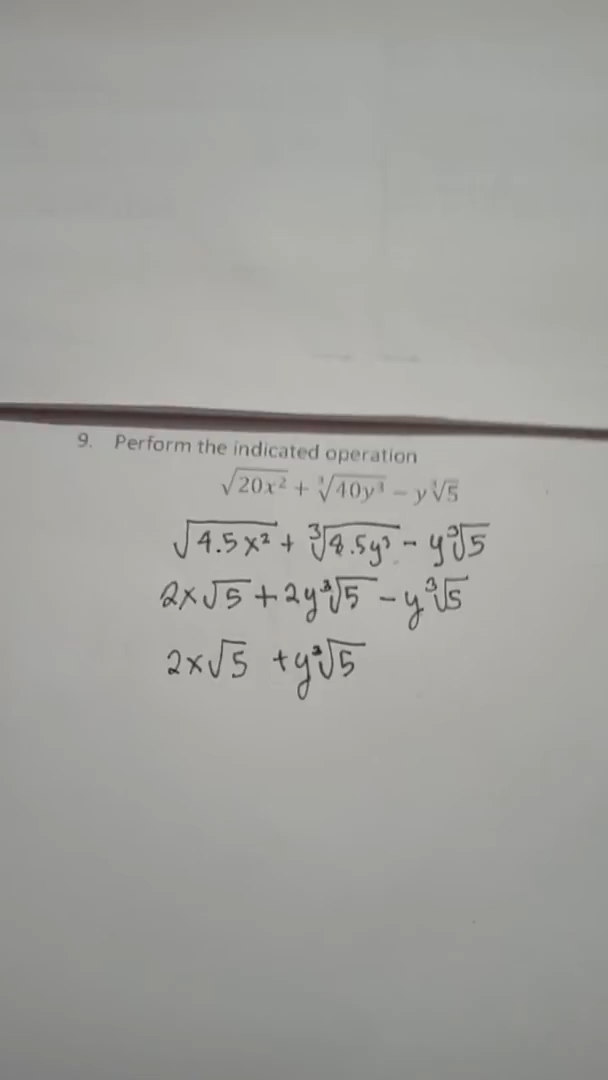 9. Perform the indicated operation
√20x² + ∛40y³ − y∛5
√4.5x² + ∛8.5y³ − y∛5
2x√5 + 2y∛5 − y∛5
2x√5 + y∛5